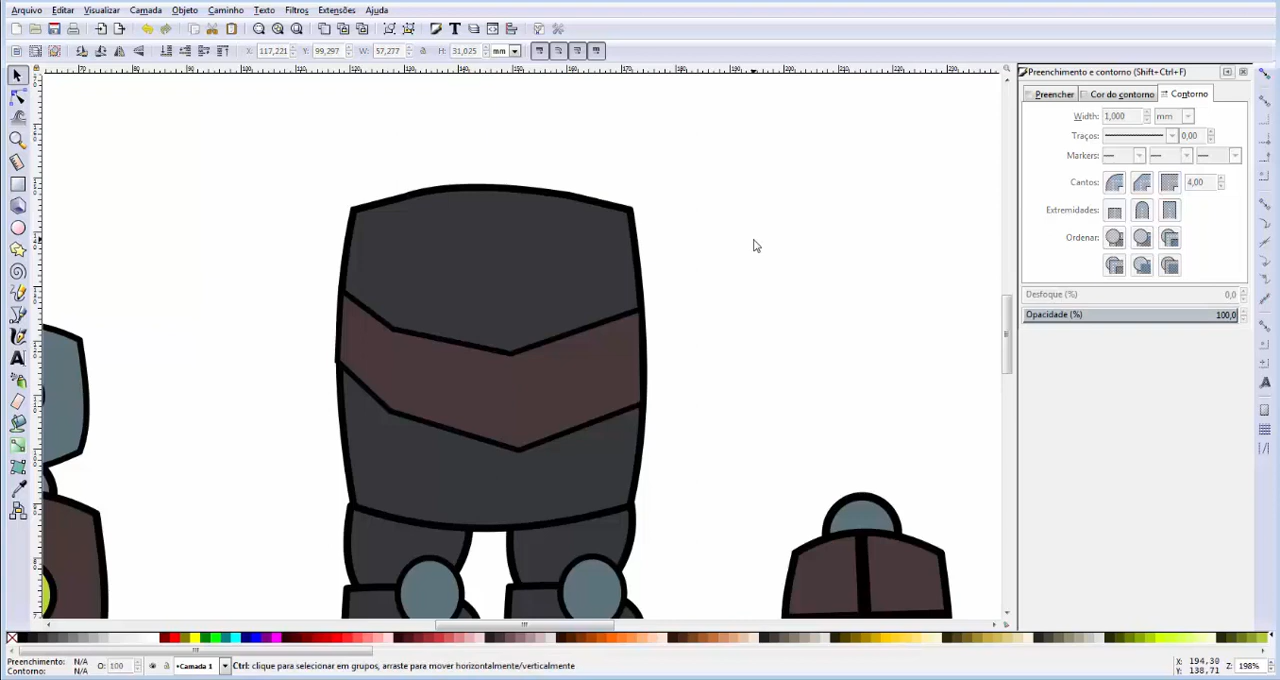 Arquivo Editar Visualizar Camada Objeto Caminho Texto Filtros Extensões Ajuda
X: 117,221 Y: 99,297 W: 57,277 H: 31,025 mm
Preenchimento e contorno (Shift+Ctrl+F)
Preencher Cor do contorno Contorno
Width: 1,000 mm
Traços: 0,00
Markers:
Cantos: 4,00
Extremidades:
Ordenar:
Desfoque (%) 0,0
Opacidade (%) 100,0
Preenchimento: N/A
Contorno: N/A
O: 100
Camada 1
Ctrl: clique para selecionar em grupos, arraste para mover horizontalmente/verticalmente
X: 194,30
Y: 138,71
Z: 198%